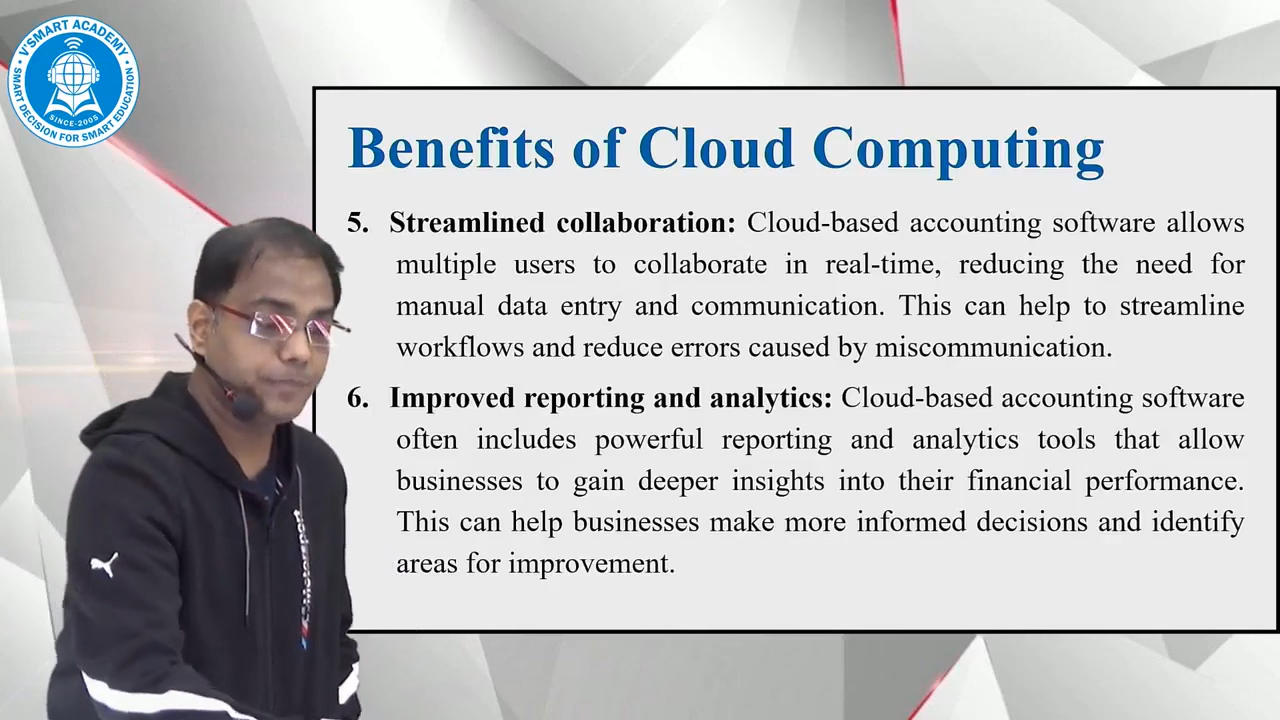 V'SMART ACADEMY
SINCE-2005
SMART DECISION FOR SMART EDUCATION
Benefits of Cloud Computing
5. Streamlined collaboration: Cloud-based accounting software allows
multiple users to collaborate in real-time, reducing the need for
manual data entry and communication. This can help to streamline
workflows and reduce errors caused by miscommunication.
6. Improved reporting and analytics: Cloud-based accounting software
often includes powerful reporting and analytics tools that allow
businesses to gain deeper insights into their financial performance.
This can help businesses make more informed decisions and identify
areas for improvement.
Motorsport